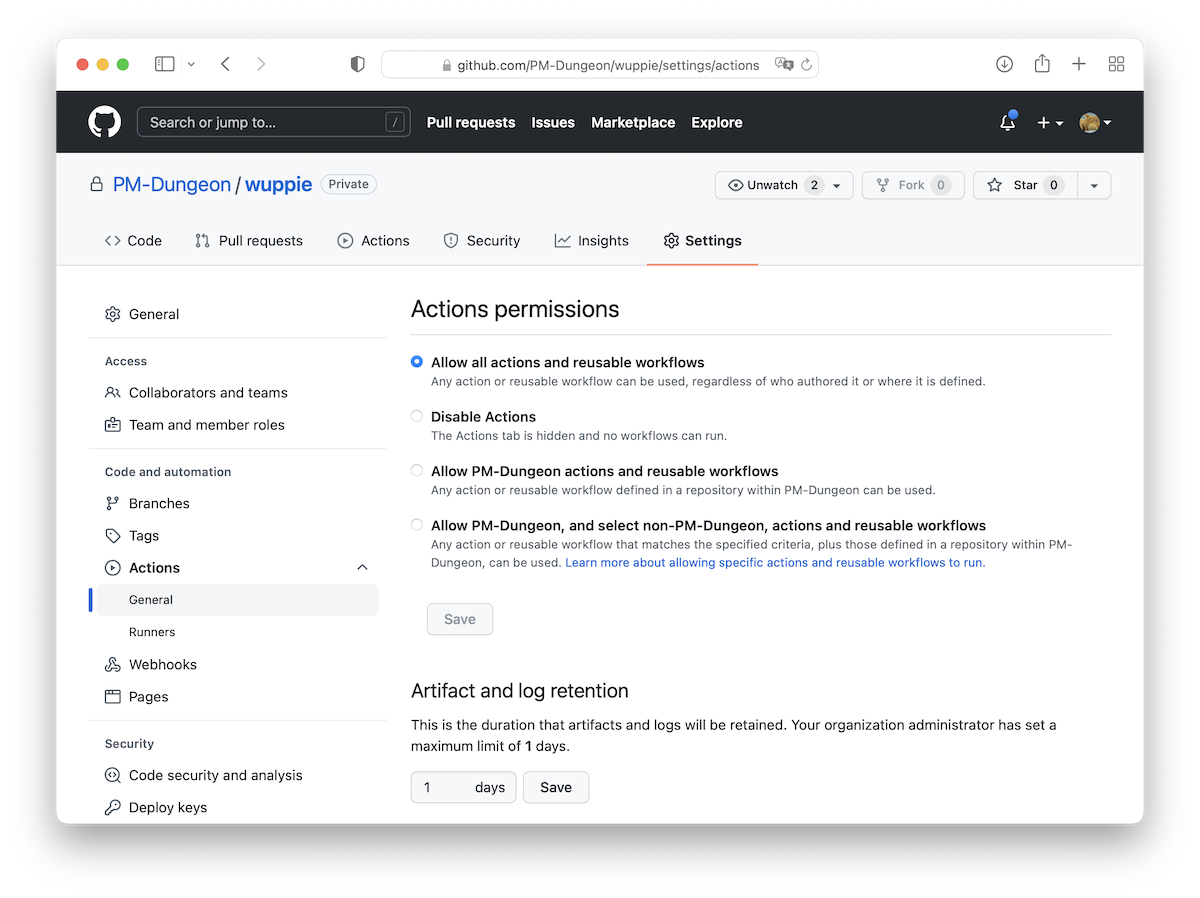 github.com/PM-Dungeon/wuppie/settings/actions
Search or jump to... /
Pull requests Issues Marketplace Explore
PM-Dungeon / wuppie Private
Unwatch 2 Fork 0 Star 0
Code Pull requests Actions Security Insights Settings
General
Access
Collaborators and teams
Team and member roles
Code and automation
Branches
Tags
Actions
General
Runners
Webhooks
Pages
Security
Code security and analysis
Deploy keys
Actions permissions
Allow all actions and reusable workflows
Any action or reusable workflow can be used, regardless of who authored it or where it is defined.
Disable Actions
The Actions tab is hidden and no workflows can run.
Allow PM-Dungeon actions and reusable workflows
Any action or reusable workflow defined in a repository within PM-Dungeon can be used.
Allow PM-Dungeon, and select non-PM-Dungeon, actions and reusable workflows
Any action or reusable workflow that matches the specified criteria, plus those defined in a repository within PM-
Dungeon, can be used. Learn more about allowing specific actions and reusable workflows to run.
Save
Artifact and log retention
This is the duration that artifacts and logs will be retained. Your organization administrator has set a
maximum limit of 1 days.
1 days Save